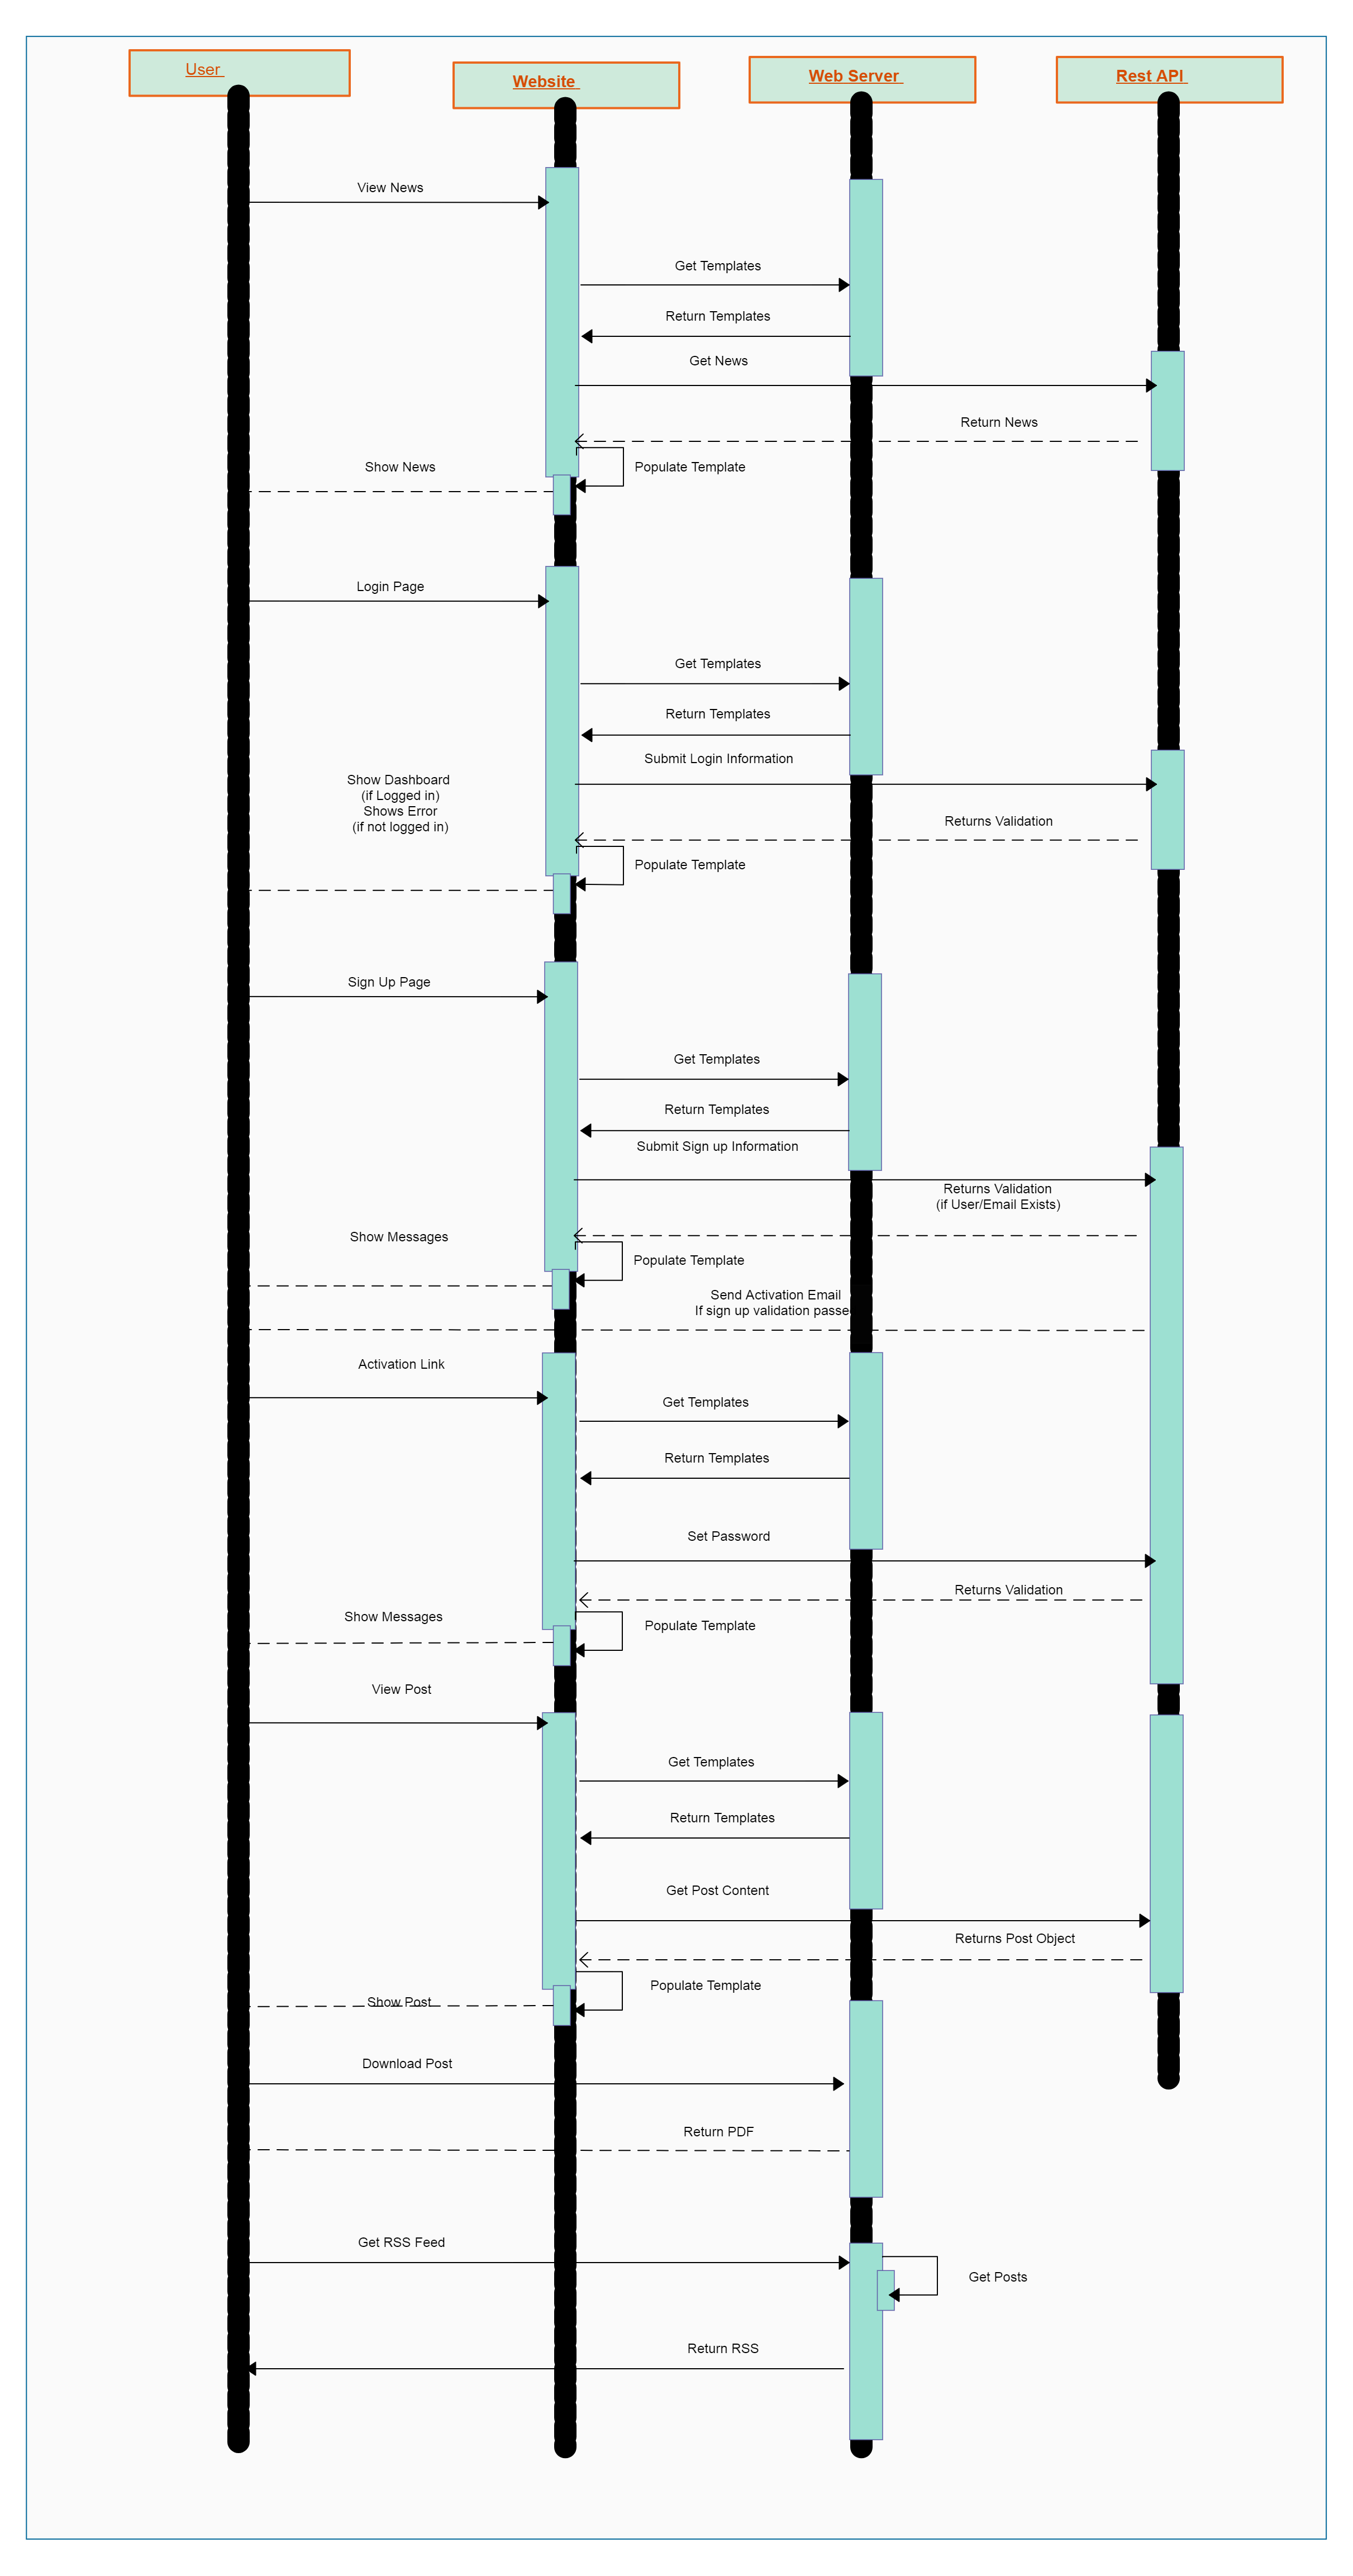 User
Website
Web Server
Rest API
View News
Get Templates
Return Templates
Get News
Return News
Show News
Populate Template
Login Page
Get Templates
Return Templates
Submit Login Information
Show Dashboard
(if Logged in)
Shows Error
(if not logged in)
Returns Validation
Populate Template
Sign Up Page
Get Templates
Return Templates
Submit Sign up Information
Returns Validation
(if User/Email Exists)
Show Messages
Populate Template
Send Activation Email
If sign up validation passe
Activation Link
Get Templates
Return Templates
Set Password
Returns Validation
Show Messages
Populate Template
View Post
Get Templates
Return Templates
Get Post Content
Returns Post Object
Populate Template
Show Post
Download Post
Return PDF
Get RSS Feed
Get Posts
Return RSS